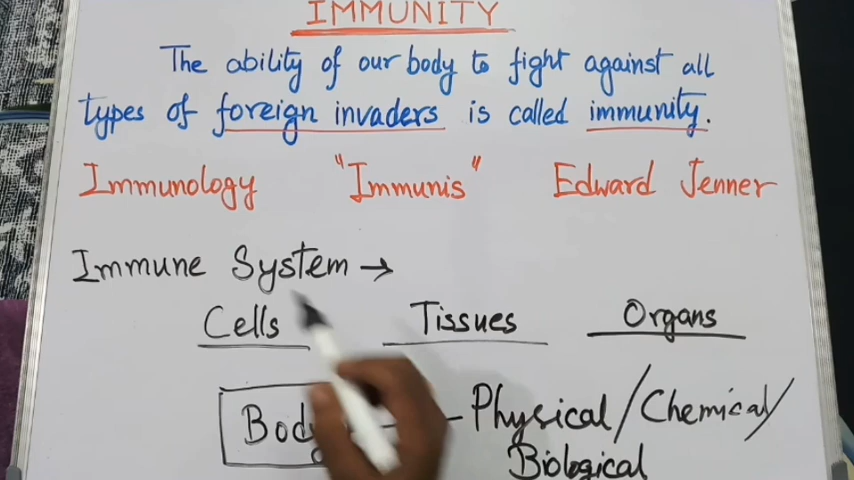 IMMUNITY
The ability of our body to fight against all
types of foreign invaders is called immunity.
Immunology "Immunis" Edward Jenner
Immune System →
Cells Tissues Organs
Body Physical/Chemical/
Biological